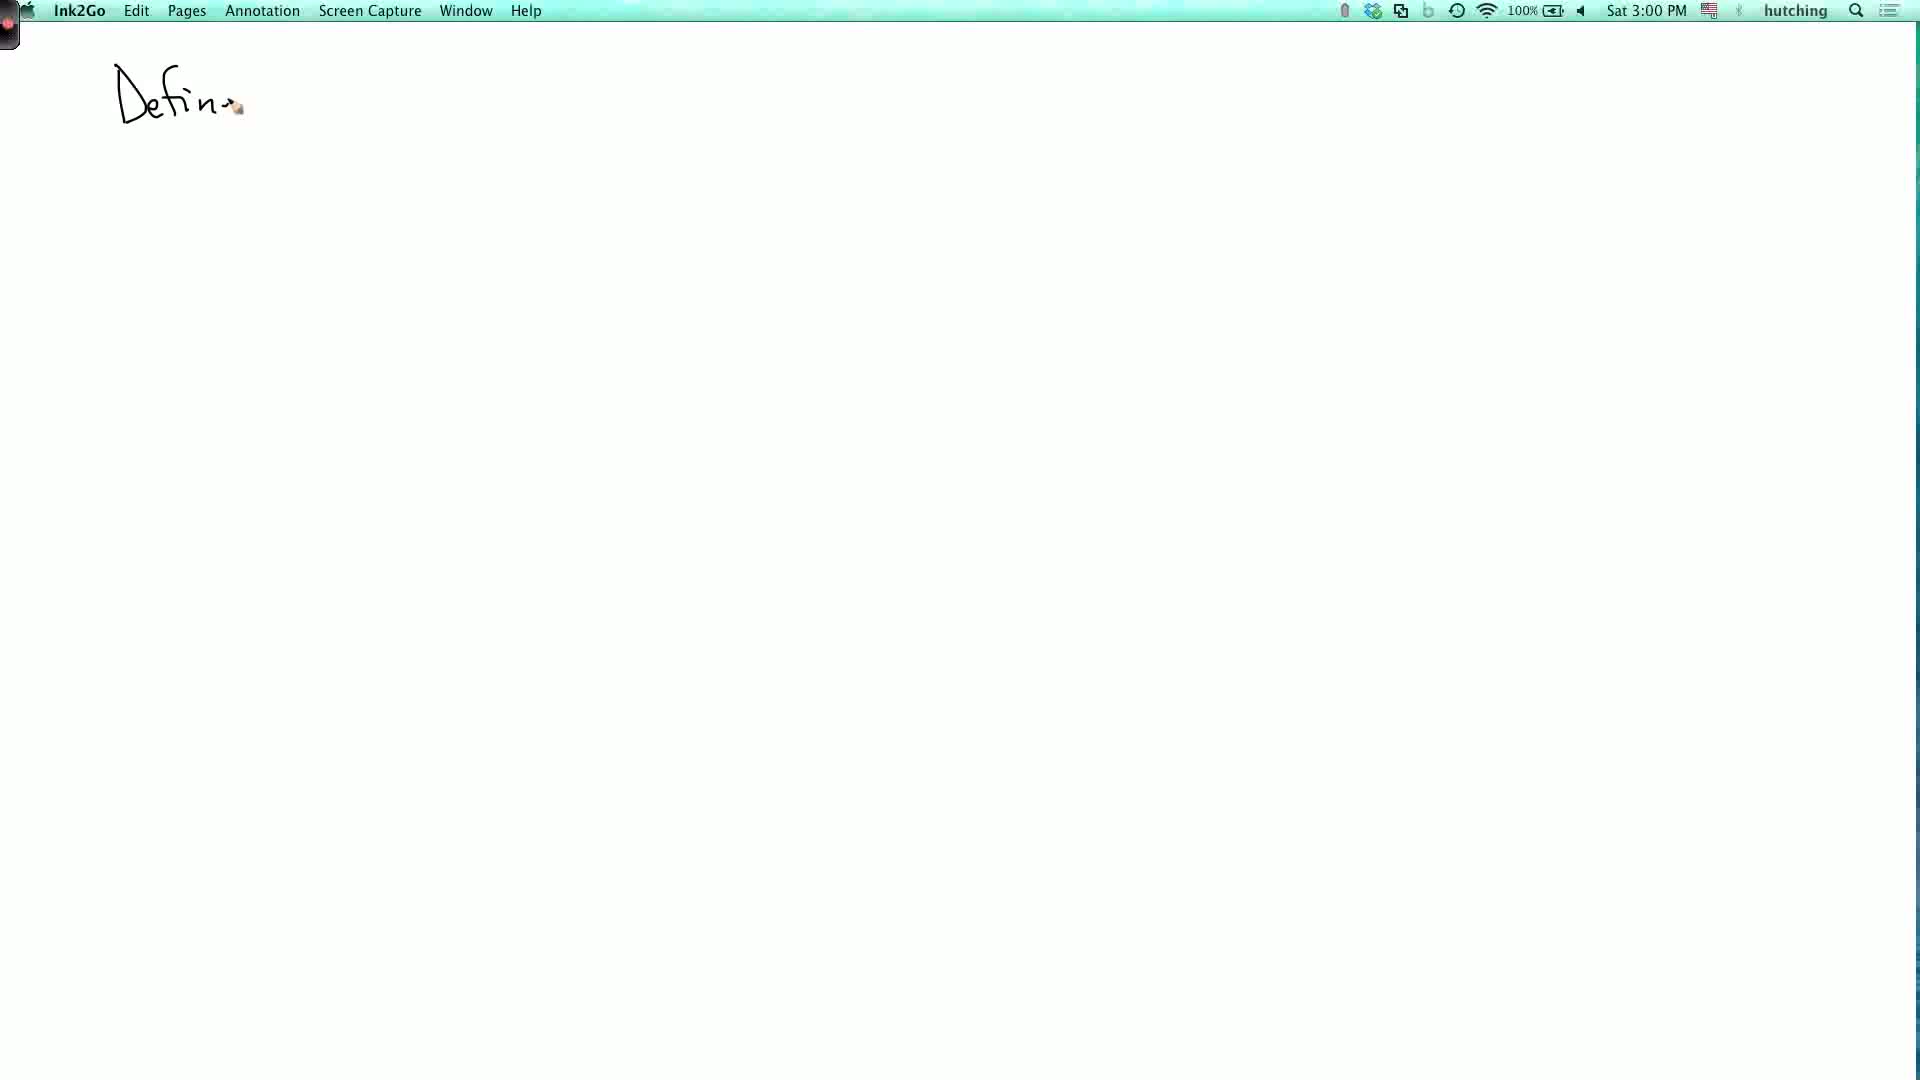 Ink2Go Edit Pages Annotation Screen Capture Window Help 100% Sat 3:00 PM hutching
Defin